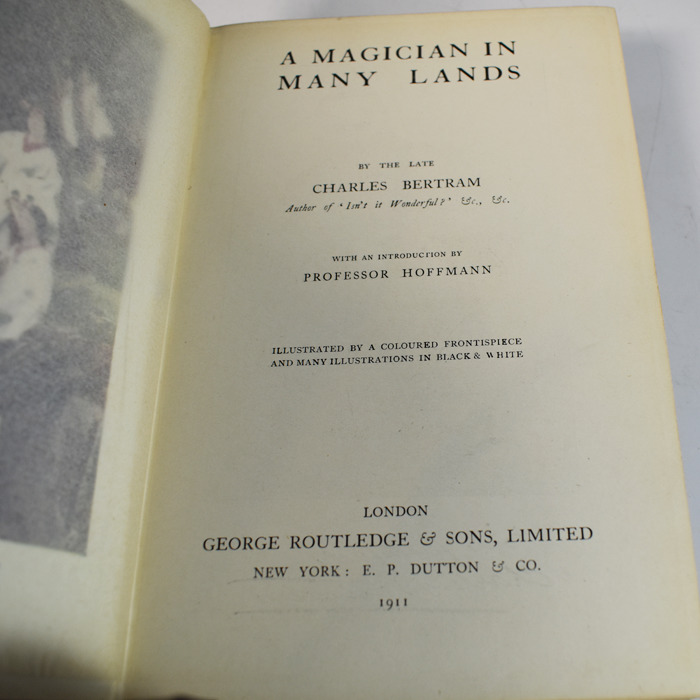 A MAGICIAN IN
MANY LANDS
BY THE LATE
CHARLES BERTRAM
Author of 'Isn't it Wonderful?' &c., &c.
WITH AN INTRODUCTION BY
PROFESSOR HOFFMANN
ILLUSTRATED BY A COLOURED FRONTISPIECE
AND MANY ILLUSTRATIONS IN BLACK & WHITE
LONDON
GEORGE ROUTLEDGE & SONS, LIMITED
NEW YORK: E. P. DUTTON & CO.
1911